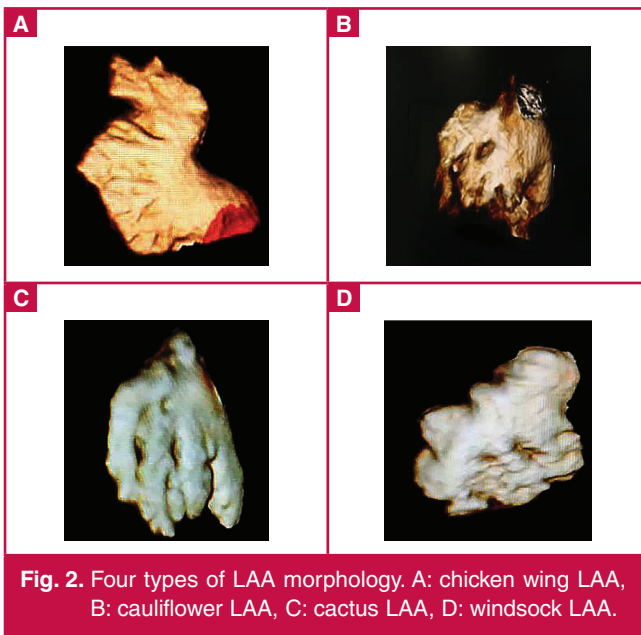 A
B
C
D
Fig. 2. Four types of LAA morphology. A: chicken wing LAA,
B: cauliflower LAA, C: cactus LAA, D: windsock LAA.